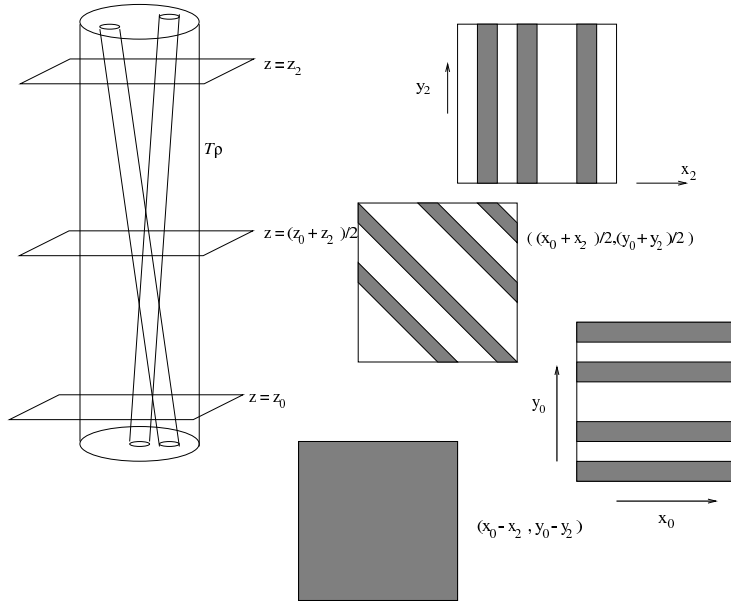 z = z₂
y₂
Tρ
x₂
z = (z₀ + z₂)/2
( (x₀ + x₂)/2,(y₀ + y₂)/2 )
z = z₀
y₀
x₀
(x₀ - x₂ , y₀ - y₂)